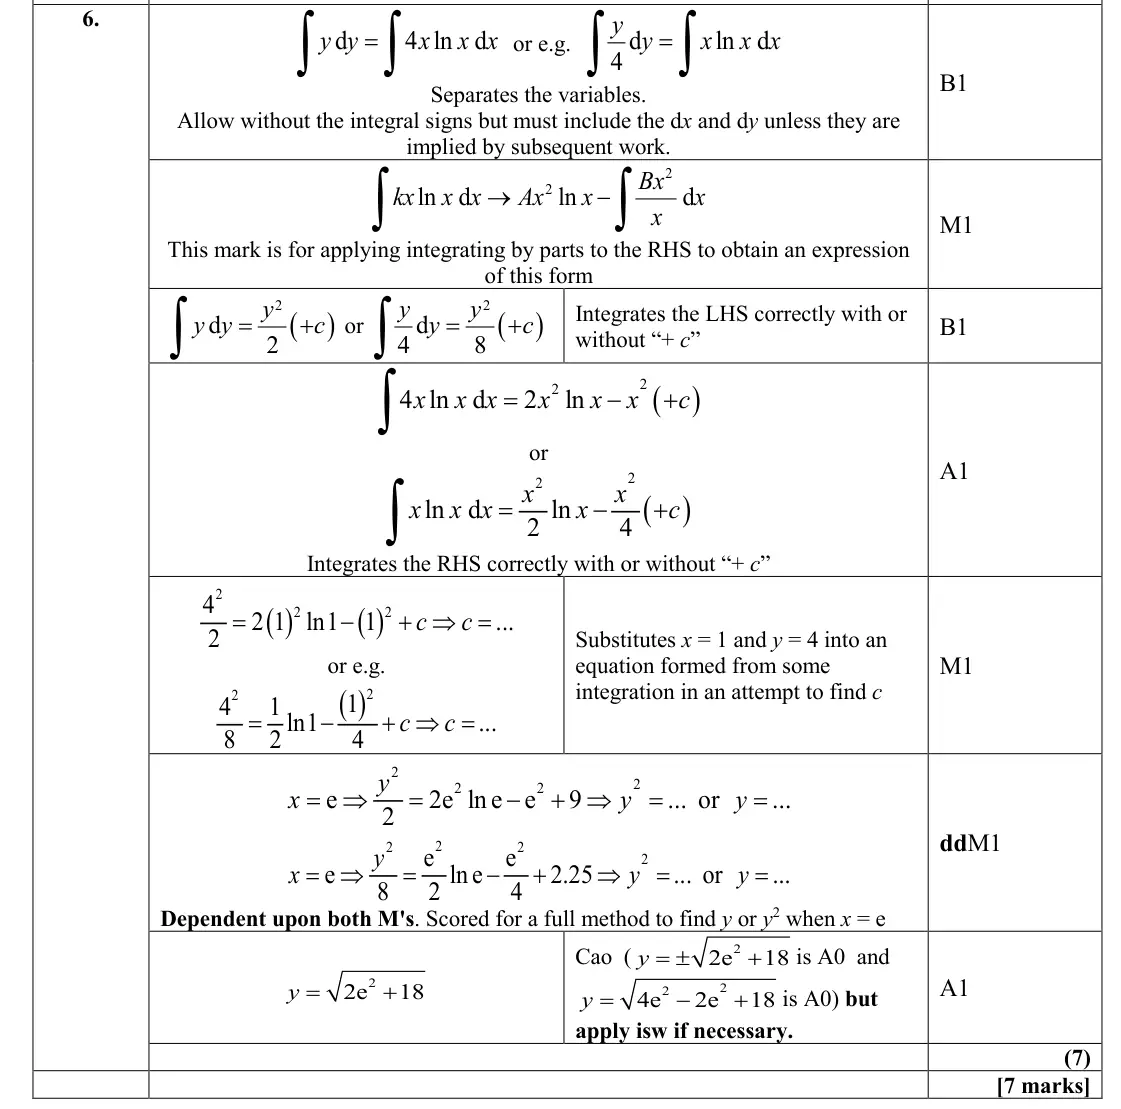 6.
∫ y dy = ∫ 4x ln x dx or e.g. ∫ y/4 dy = ∫ x ln x dx
Separates the variables.
Allow without the integral signs but must include the dx and dy unless they are
implied by subsequent work.
B1
∫ kx ln x dx → Ax² ln x − ∫ Bx²/x dx
This mark is for applying integrating by parts to the RHS to obtain an expression
of this form
M1
∫ y dy = y²/2 (+c) or ∫ y/4 dy = y²/8 (+c)
Integrates the LHS correctly with or
without “+ c”
B1
∫ 4x ln x dx = 2x² ln x − x² (+c)
or
∫ x ln x dx = x²/2 ln x − x²/4 (+c)
Integrates the RHS correctly with or without “+ c”
A1
4²/2 = 2(1)² ln 1 − (1)² + c ⇒ c = ...
or e.g.
4²/8 = 1/2 ln 1 − (1)²/4 + c ⇒ c = ...
Substitutes x = 1 and y = 4 into an
equation formed from some
integration in an attempt to find c
M1
x = e ⇒ y²/2 = 2e² ln e − e² + 9 ⇒ y² = ... or y = ...
x = e ⇒ y²/8 = e²/2 ln e − e²/4 + 2.25 ⇒ y² = ... or y = ...
Dependent upon both M's. Scored for a full method to find y or y² when x = e
ddM1
y = √(2e² + 18)
Cao ( y = ±√(2e² + 18) is A0 and
y = √(4e² − 2e² + 18) is A0) but
apply isw if necessary.
A1
(7)
[7 marks]